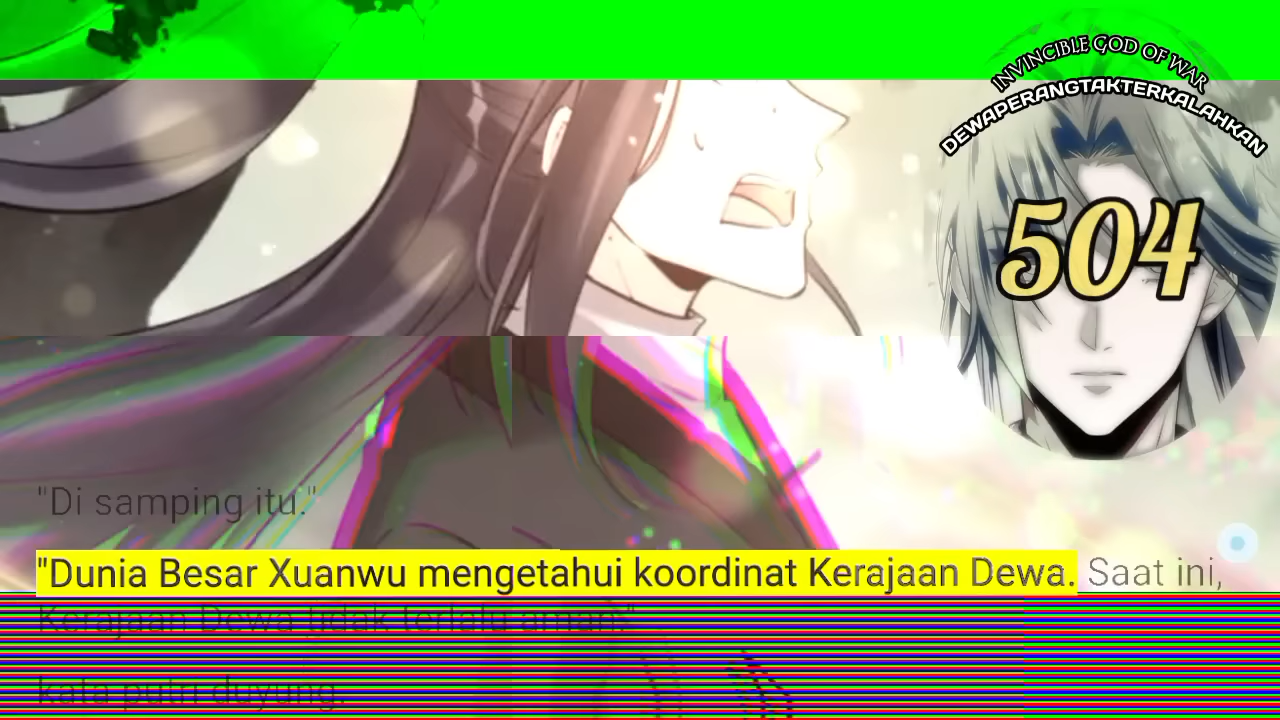 INVINCIBLE GOD OF WAR
DEWAPERANGTAKTERKALAHKAN
504
"Di samping itu."
"Dunia Besar Xuanwu mengetahui koordinat Kerajaan Dewa. Saat ini,
Kerajaan Dewa tidak terlalu aman."
kata putri duyung.